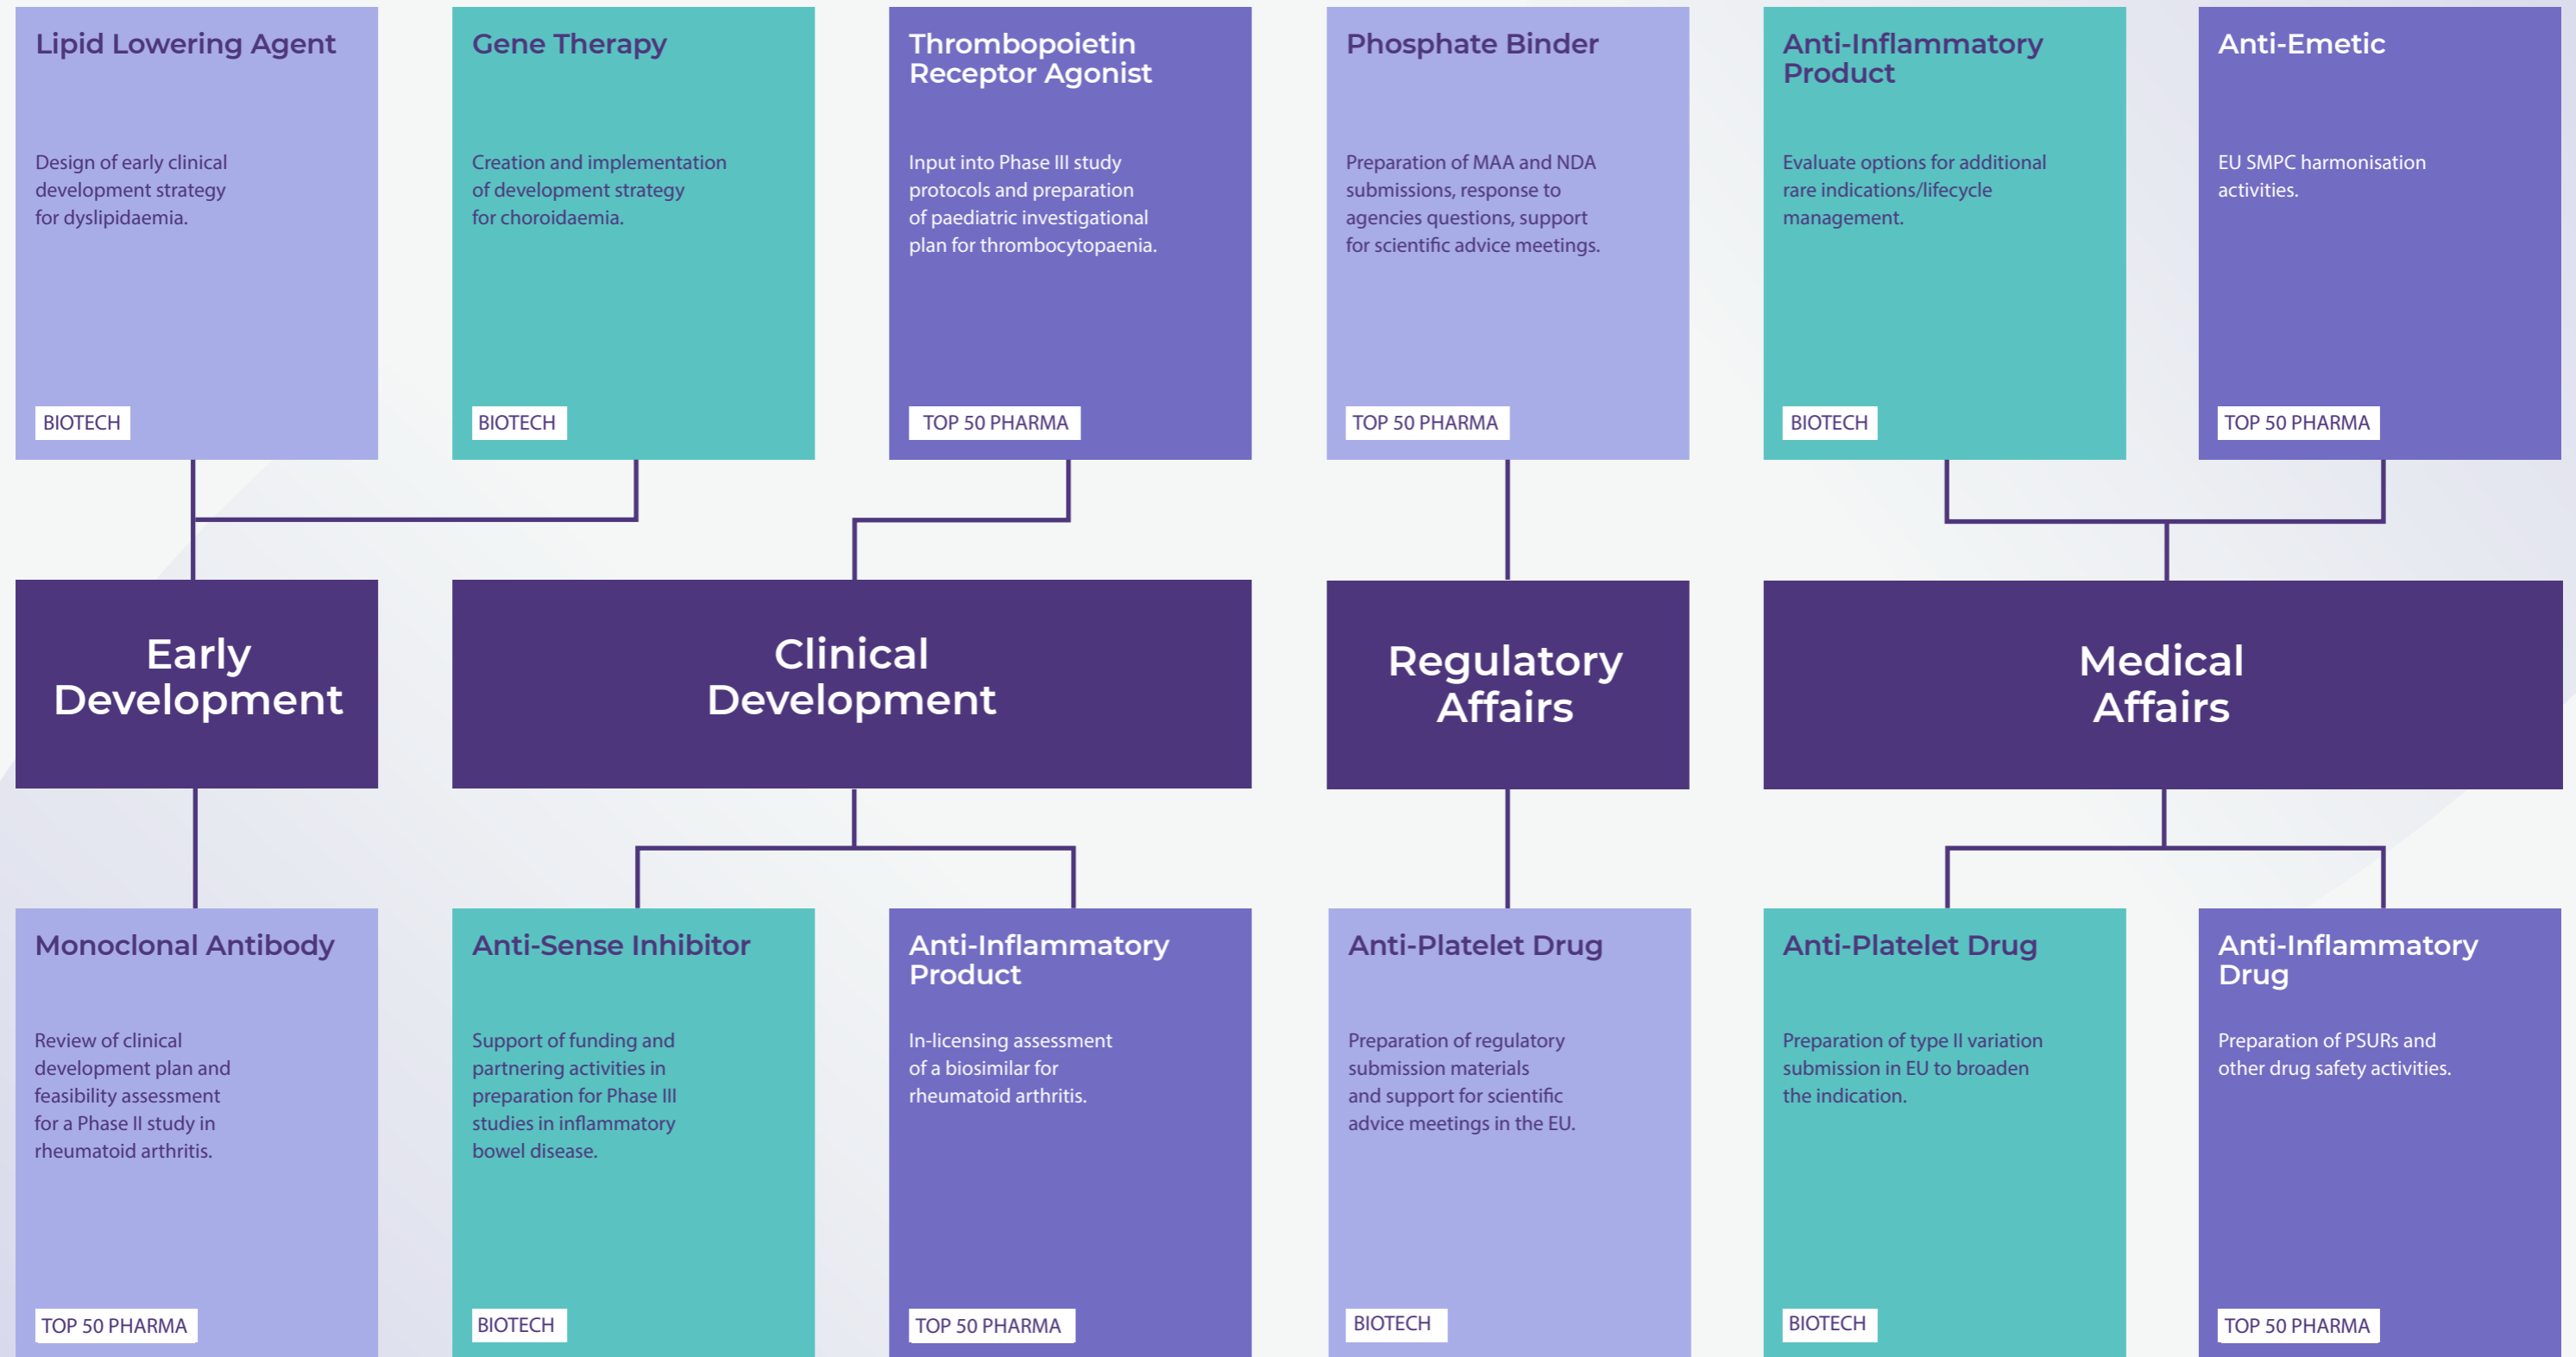 Lipid Lowering Agent
Design of early clinical
development strategy
for dyslipidaemia.
BIOTECH
Gene Therapy
Creation and implementation
of development strategy
for choroidaemia.
BIOTECH
Thrombopoietin
Receptor Agonist
Input into Phase III study
protocols and preparation
of paediatric investigational
plan for thrombocytopaenia.
TOP 50 PHARMA
Phosphate Binder
Preparation of MAA and NDA
submissions, response to
agencies questions, support
for scientific advice meetings.
TOP 50 PHARMA
Anti-Inflammatory
Product
Evaluate options for additional
rare indications/lifecycle
management.
BIOTECH
Anti-Emetic
EU SMPC harmonisation
activities.
TOP 50 PHARMA
Early
Development
Clinical
Development
Regulatory
Affairs
Medical
Affairs
Monoclonal Antibody
Review of clinical
development plan and
feasibility assessment
for a Phase II study in
rheumatoid arthritis.
TOP 50 PHARMA
Anti-Sense Inhibitor
Support of funding and
partnering activities in
preparation for Phase III
studies in inflammatory
bowel disease.
BIOTECH
Anti-Inflammatory
Product
In-licensing assessment
of a biosimilar for
rheumatoid arthritis.
TOP 50 PHARMA
Anti-Platelet Drug
Preparation of regulatory
submission materials
and support for scientific
advice meetings in the EU.
BIOTECH
Anti-Platelet Drug
Preparation of type II variation
submission in EU to broaden
the indication.
BIOTECH
Anti-Inflammatory
Drug
Preparation of PSURs and
other drug safety activities.
TOP 50 PHARMA